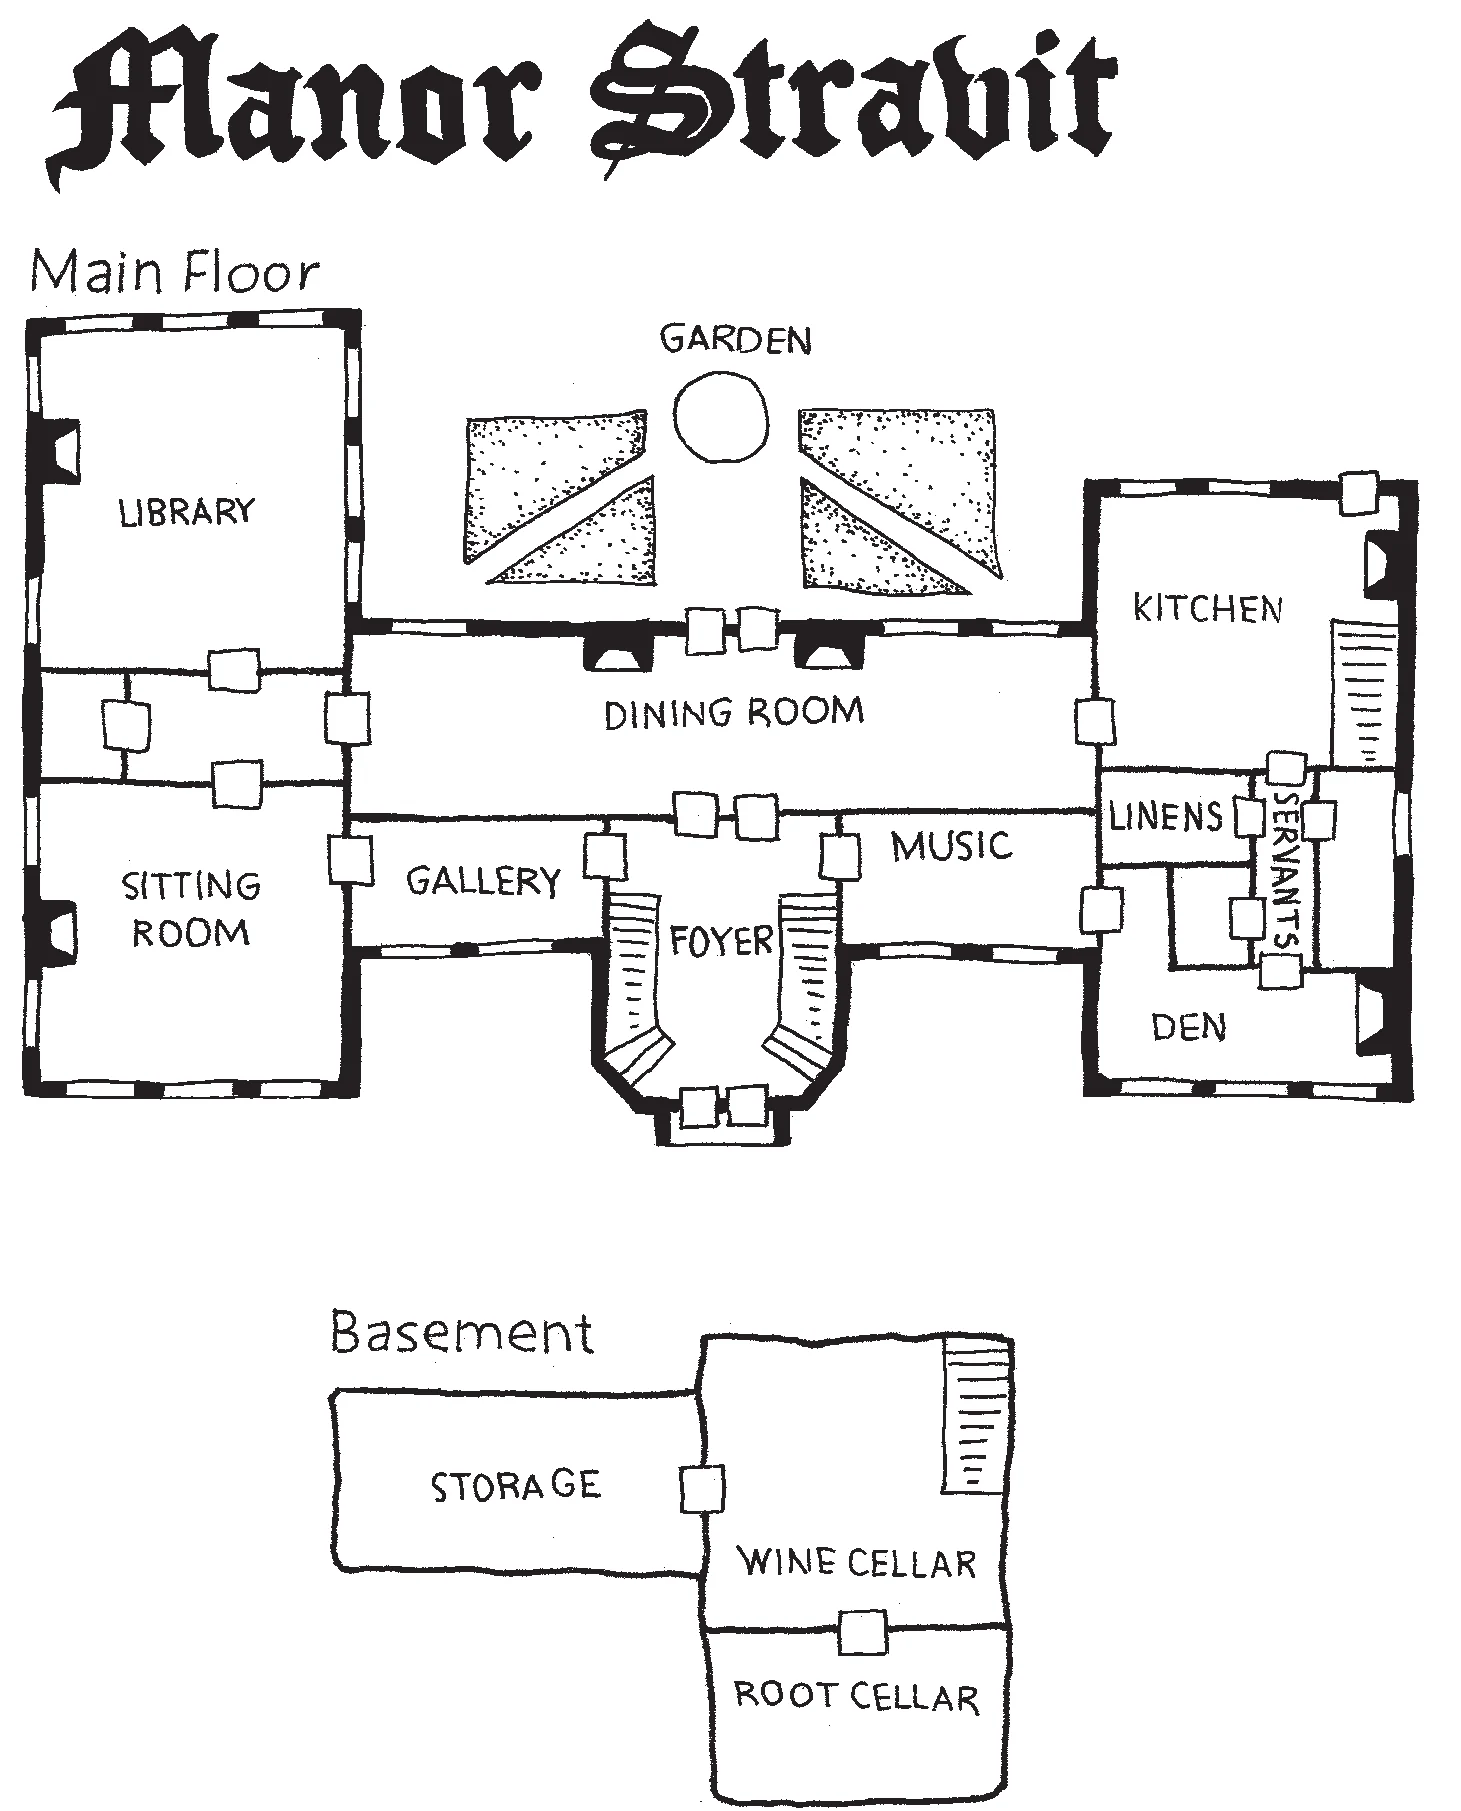 Manor Stravit
Main Floor
GARDEN
LIBRARY
KITCHEN
DINING ROOM
LINENS
SERVANTS
MUSIC
GALLERY
SITTING
ROOM
FOYER
DEN
Basement
STORAGE
WINE CELLAR
ROOT CELLAR